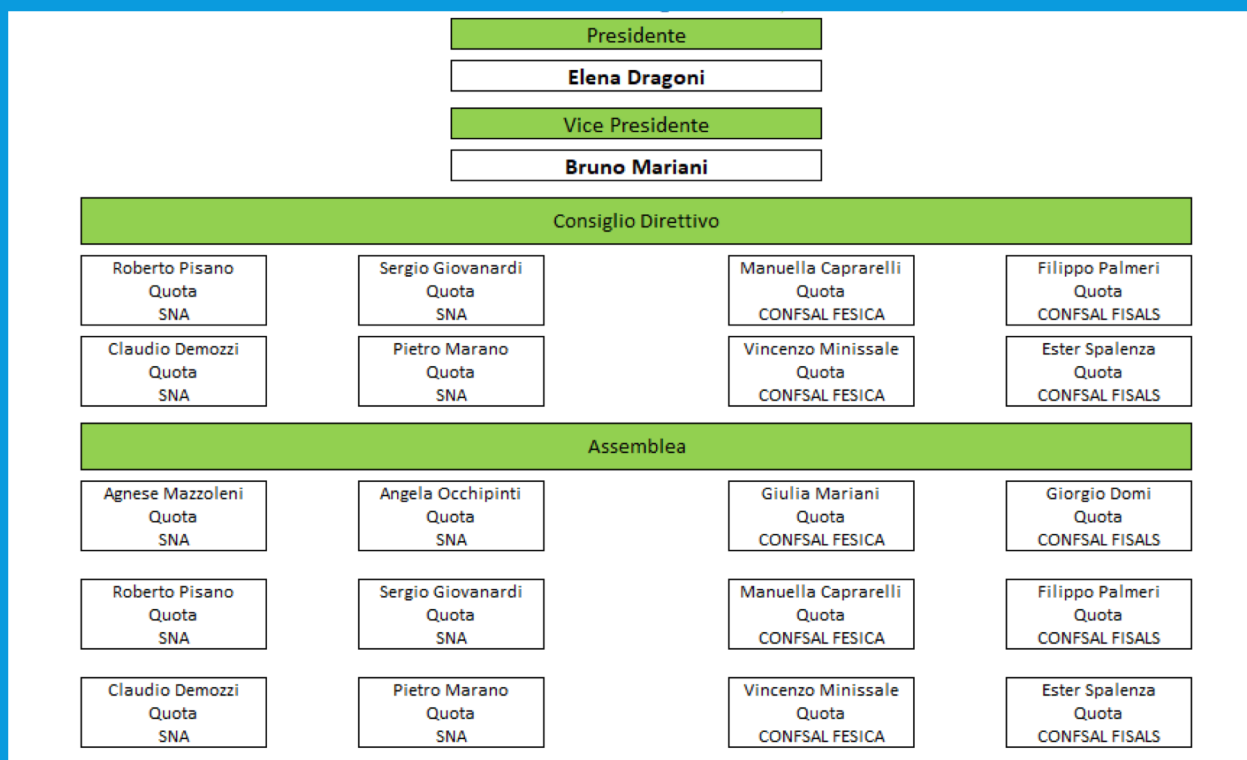 Presidente
Elena Dragoni
Vice Presidente
Bruno Mariani
Consiglio Direttivo
Roberto Pisano
Quota
SNA
Sergio Giovanardi
Quota
SNA
Manuella Caprarelli
Quota
CONFSAL FESICA
Filippo Palmeri
Quota
CONFSAL FISALS
Claudio Demozzi
Quota
SNA
Pietro Marano
Quota
SNA
Vincenzo Minissale
Quota
CONFSAL FESICA
Ester Spalenza
Quota
CONFSAL FISALS
Assemblea
Agnese Mazzoleni
Quota
SNA
Angela Occhipinti
Quota
SNA
Giulia Mariani
Quota
CONFSAL FESICA
Giorgio Domi
Quota
CONFSAL FISALS
Roberto Pisano
Quota
SNA
Sergio Giovanardi
Quota
SNA
Manuella Caprarelli
Quota
CONFSAL FESICA
Filippo Palmeri
Quota
CONFSAL FISALS
Claudio Demozzi
Quota
SNA
Pietro Marano
Quota
SNA
Vincenzo Minissale
Quota
CONFSAL FESICA
Ester Spalenza
Quota
CONFSAL FISALS